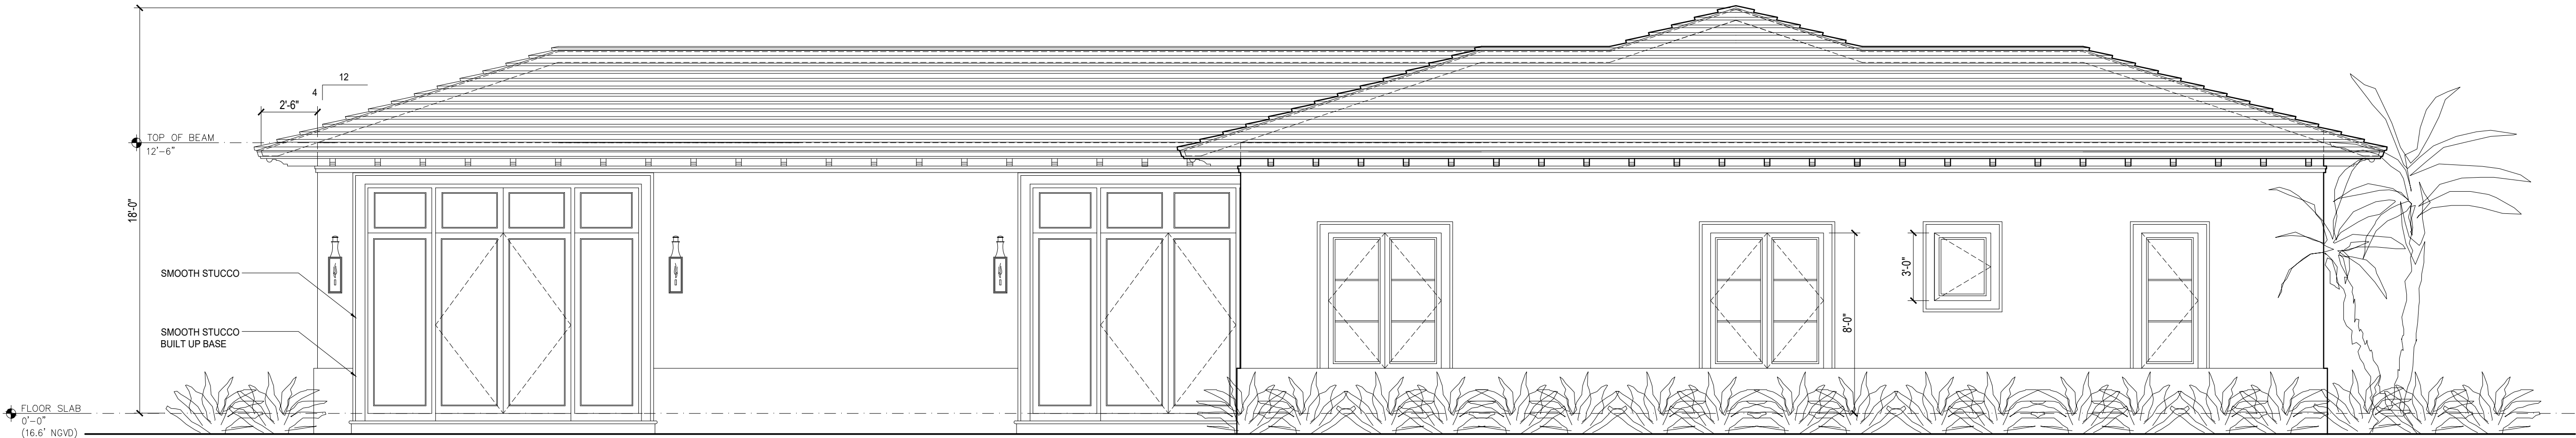 12
4
2'-6"
TOP OF BEAM
12'-6"
18'-0"
SMOOTH STUCCO
3'-0"
8'-0"
SMOOTH STUCCO
BUILT UP BASE
FLOOR SLAB
0'-0"
(16.6' NGVD)